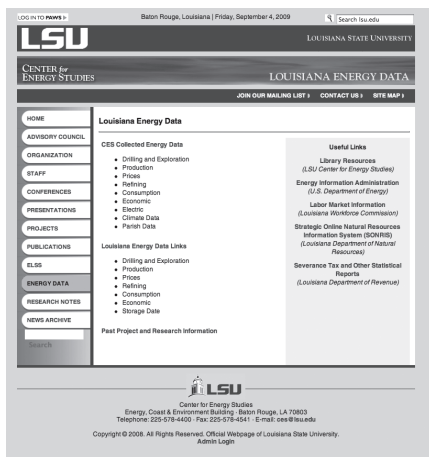 LOG IN TO PAWS
Baton Rouge, Louisiana | Friday, September 4, 2009
Search lsu.edu
LSU
LOUISIANA STATE UNIVERSITY
CENTER for
ENERGY STUDIES
LOUISIANA ENERGY DATA
JOIN OUR MAILING LIST
CONTACT US
SITE MAP
HOME
ADVISORY COUNCIL
ORGANIZATION
STAFF
CONFERENCES
PRESENTATIONS
PROJECTS
PUBLICATIONS
ELSS
ENERGY DATA
RESEARCH NOTES
NEWS ARCHIVE
Search
Louisiana Energy Data
CES Collected Energy Data
• Drilling and Exploration
• Production
• Prices
• Refining
• Consumption
• Economic
• Electric
• Climate Data
• Parish Data
Louisiana Energy Data Links
• Drilling and Exploration
• Production
• Prices
• Refining
• Consumption
• Economic
• Storage Date
Past Project and Research Information
Useful Links
Library Resources
(LSU Center for Energy Studies)
Energy Information Administration
(U.S. Department of Energy)
Labor Market Information
(Louisiana Workforce Commission)
Strategic Online Natural Resources
Information System (SONRIS)
(Louisiana Department of Natural
Resources)
Severance Tax and Other Statistical
Reports
(Louisiana Department of Revenue)
LSU
Center for Energy Studies
Energy, Coast & Environment Building · Baton Rouge, LA 70803
Telephone: 225-578-4400 · Fax: 225-578-4541 · E-mail: ces@lsu.edu
Copyright © 2008. All Rights Reserved. Official Webpage of Louisiana State University.
Admin Login